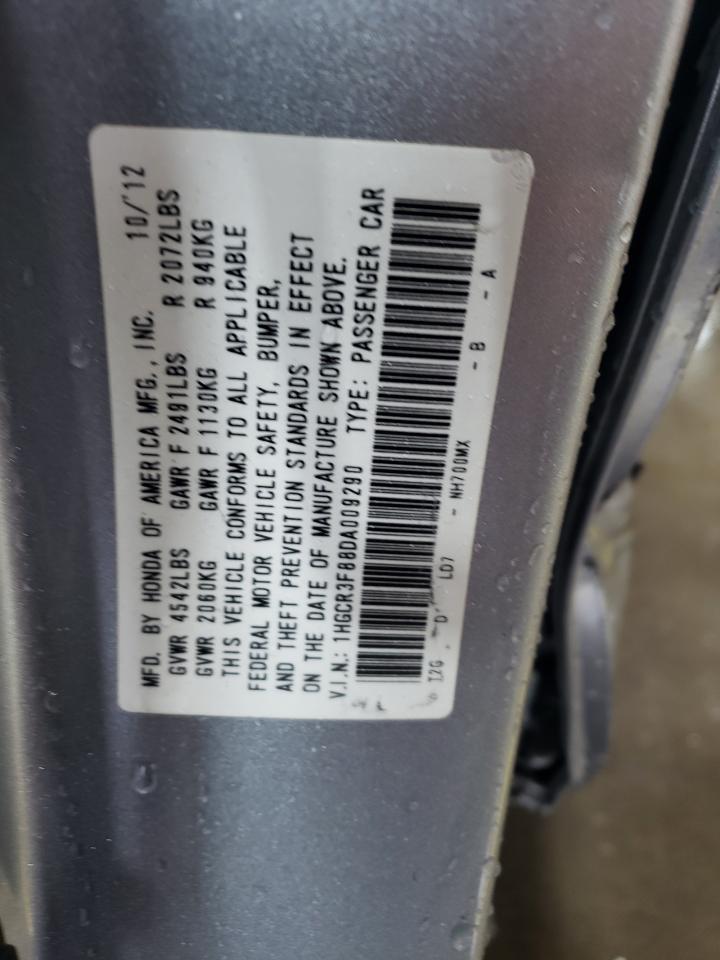 MFD. BY HONDA OF AMERICA MFG., INC. 10/'12
GVWR 4542LBS GAWR F 2491LBS R 2072LBS
GVWR 2060KG GAWR F 1130KG R 940KG
THIS VEHICLE CONFORMS TO ALL APPLICABLE
FEDERAL MOTOR VEHICLE SAFETY, BUMPER,
AND THEFT PREVENTION STANDARDS IN EFFECT
ON THE DATE OF MANUFACTURE SHOWN ABOVE.
V.I.N.: 1HGCR3F88DA009290 TYPE: PASSENGER CAR
T2G D LD7 - NH700MX - B - A